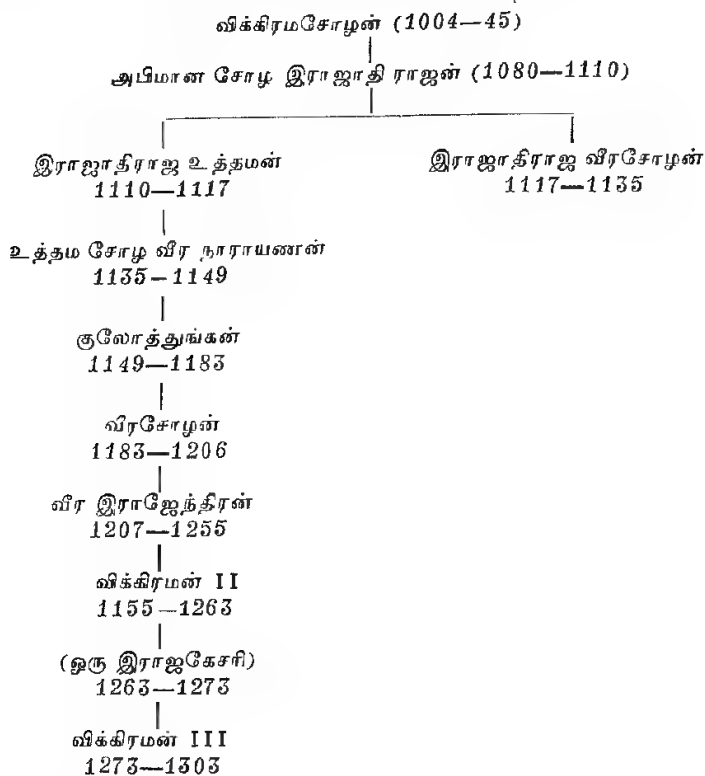 விக்கிரமசோழன் (1004—45)
அபிமான சோழ இராஜாதி ராஜன் (1080—1110)
இராஜாதிராஜ உத்தமன்
1110—1117
இராஜாதிராஜ வீரசோழன்
1117—1135
உத்தம சோழ வீர நாராயணன்
1135—1149
குலோத்துங்கன்
1149—1183
வீரசோழன்
1183—1206
வீர இராஜேந்திரன்
1207—1255
விக்கிரமன் II
1155—1263
(ஒரு இராஜகேசரி)
1263—1273
விக்கிரமன் III
1273—1303